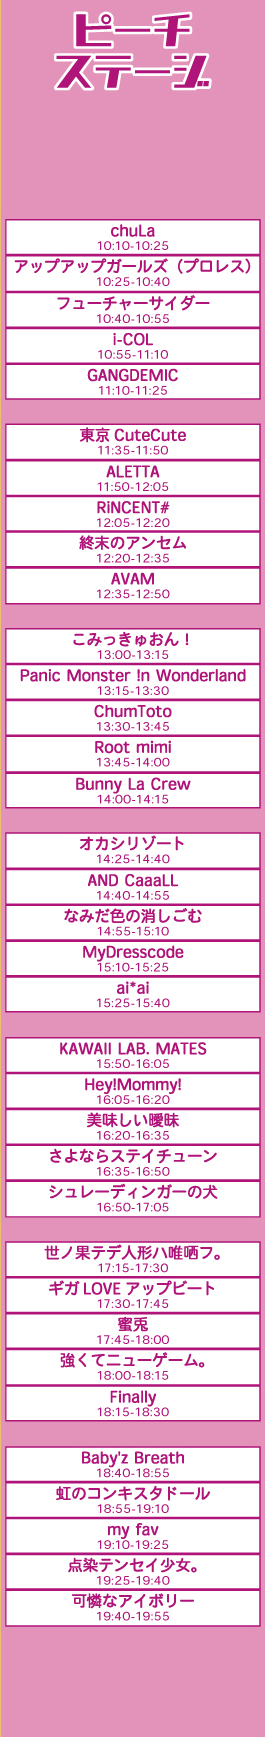 ピーチ
ステージ
chuLa
10:10-10:25
アップアップガールズ（プロレス）
10:25-10:40
フューチャーサイダー
10:40-10:55
i-COL
10:55-11:10
GANGDEMIC
11:10-11:25
東京CuteCute
11:35-11:50
ALETTA
11:50-12:05
RiNCENT#
12:05-12:20
終末のアンセム
12:20-12:35
AVAM
12:35-12:50
こみっきゅおん！
13:00-13:15
Panic Monster !n Wonderland
13:15-13:30
ChumToto
13:30-13:45
Root mimi
13:45-14:00
Bunny La Crew
14:00-14:15
オカシリゾート
14:25-14:40
AND CaaaLL
14:40-14:55
なみだ色の消しごむ
14:55-15:10
MyDresscode
15:10-15:25
ai*ai
15:25-15:40
KAWAII LAB. MATES
15:50-16:05
Hey!Mommy!
16:05-16:20
美味しい曖昧
16:20-16:35
さよならステイチューン
16:35-16:50
シュレーディンガーの犬
16:50-17:05
世ノ果テデ人形ハ唯哂フ。
17:15-17:30
ギガLOVEアップビート
17:30-17:45
蜜兎
17:45-18:00
強くてニューゲーム。
18:00-18:15
Finally
18:15-18:30
Baby'z Breath
18:40-18:55
虹のコンキスタドール
18:55-19:10
my fav
19:10-19:25
点染テンセイ少女。
19:25-19:40
可憐なアイボリー
19:40-19:55